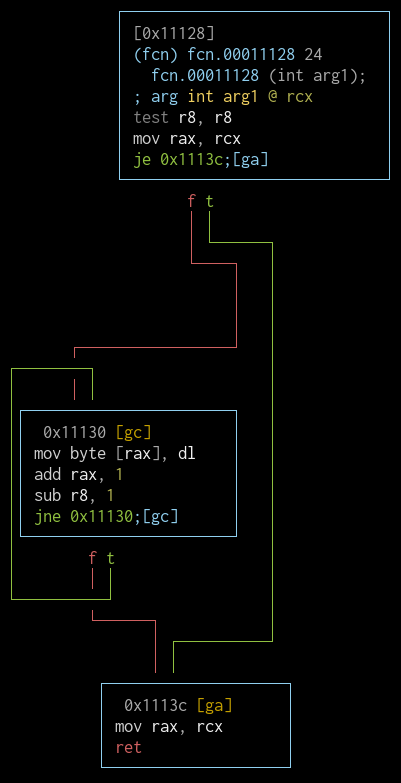 [0x11128]
(fcn) fcn.00011128 24
fcn.00011128 (int arg1);
; arg int arg1 @ rcx
test r8, r8
mov rax, rcx
je 0x1113c;[ga]
f t
0x11130 [gc]
mov byte [rax], dl
add rax, 1
sub r8, 1
jne 0x11130;[gc]
f t
0x1113c [ga]
mov rax, rcx
ret